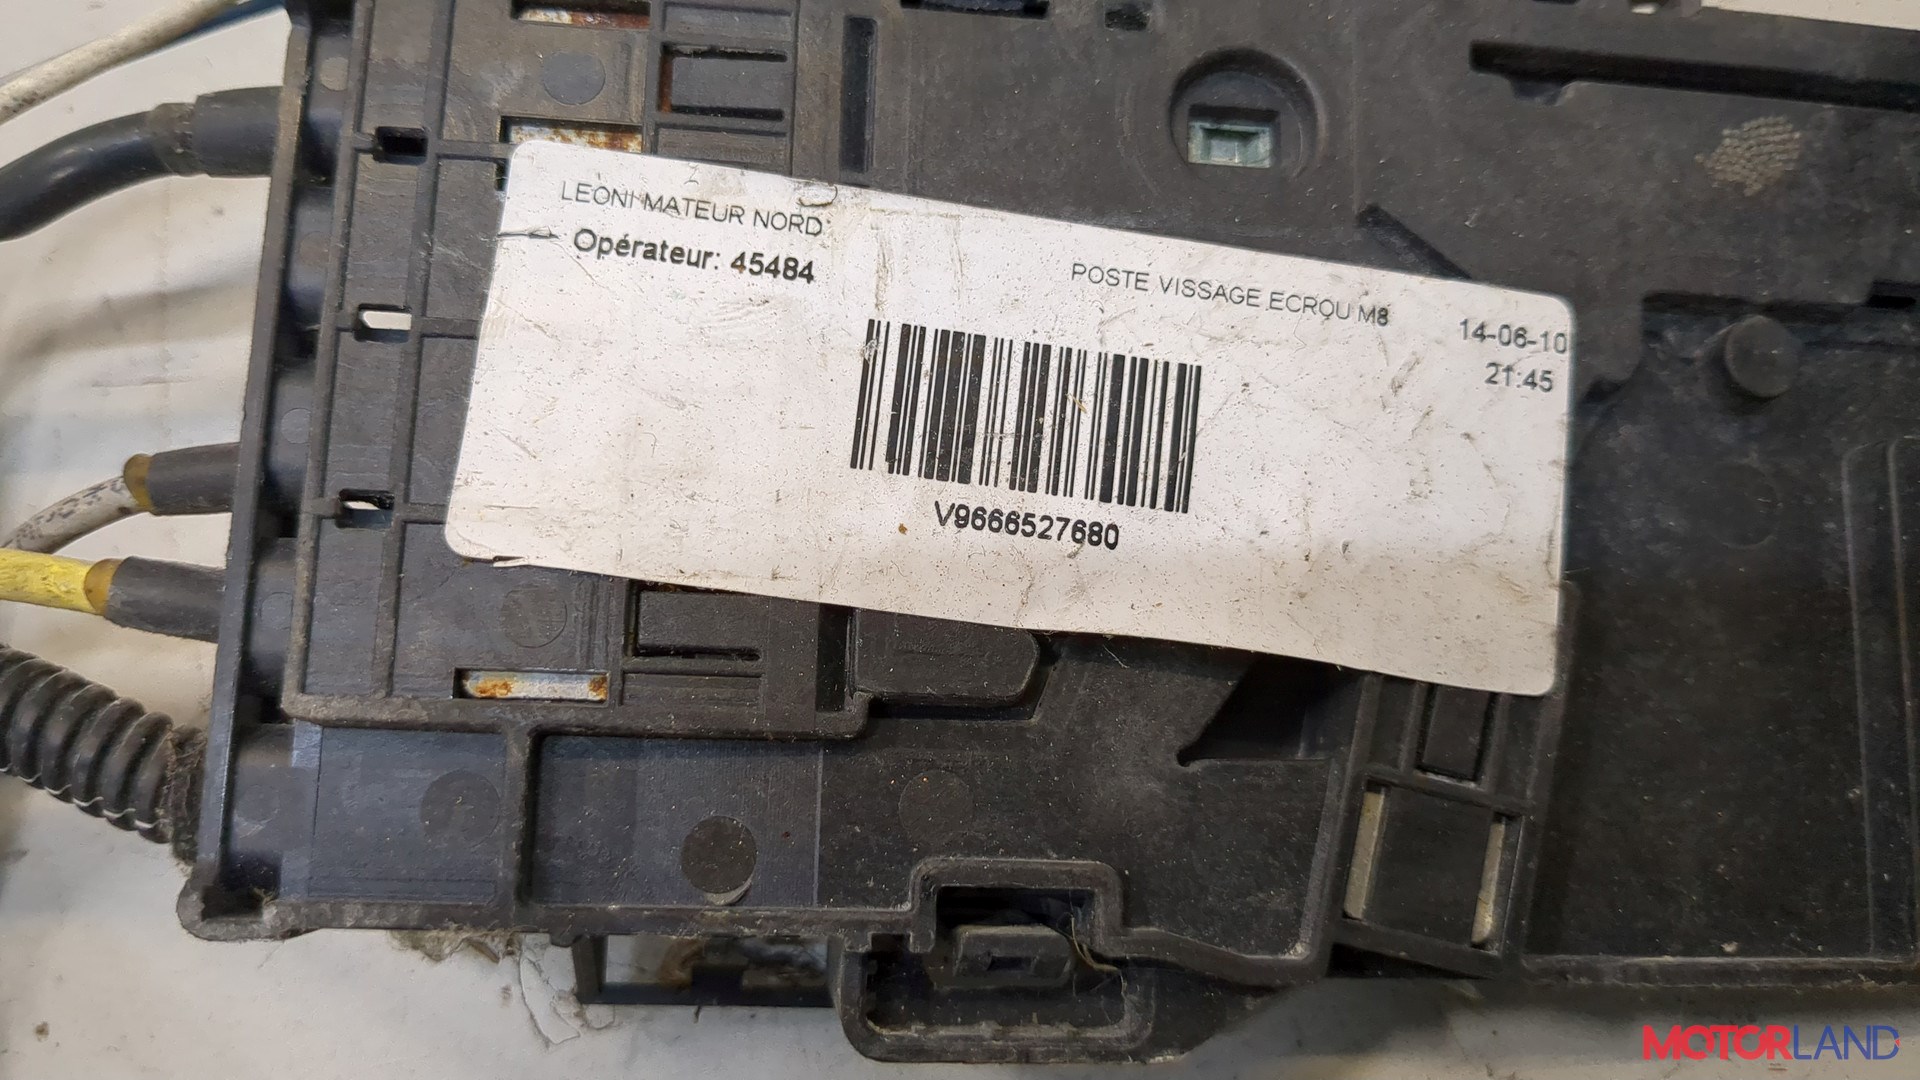 LEONI MATEUR NORD
Opérateur: 45484
POSTE VISSAGE ECROU M8
14-06-10
21:45
V9666527680
MOTORLAND